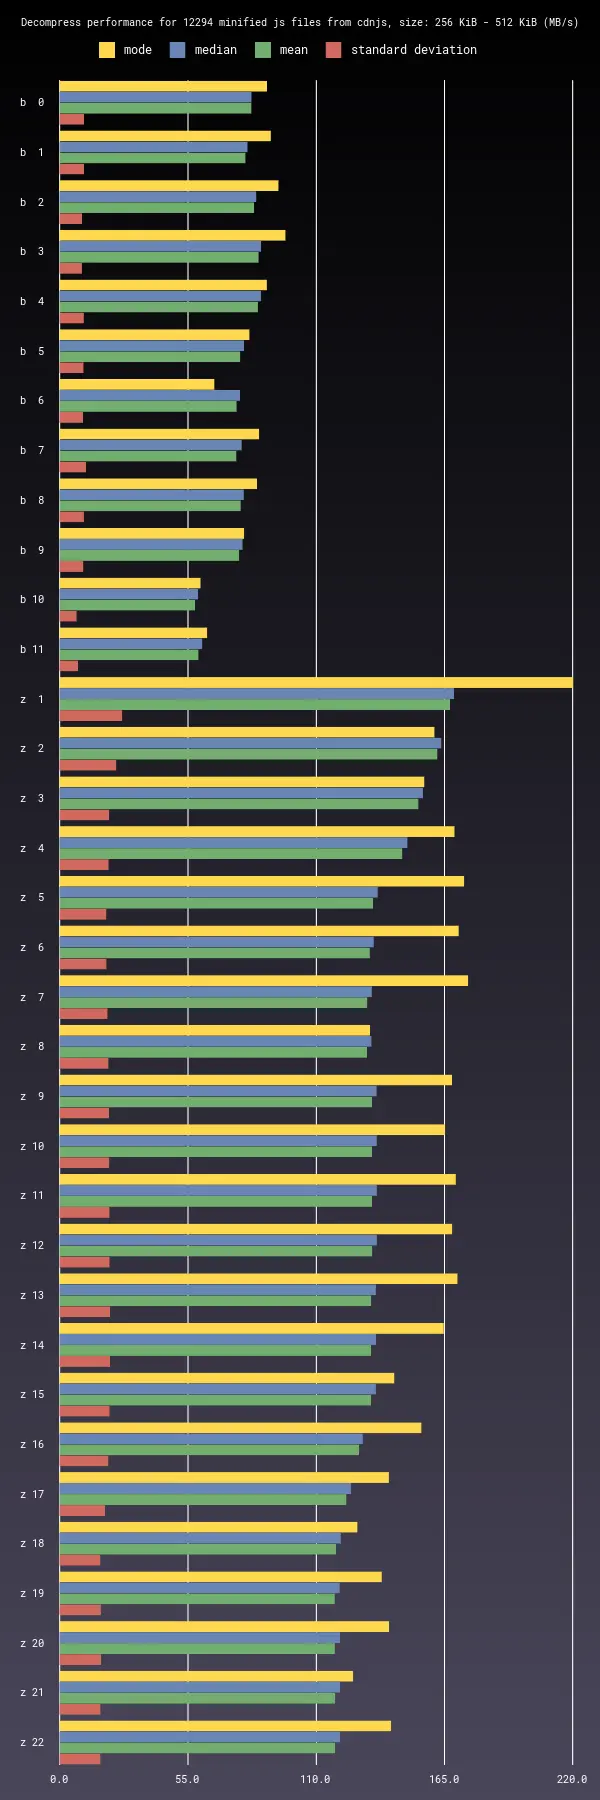 Decompress performance for 12294 minified js files from cdnjs, size: 256 KiB - 512 KiB (MB/s)
mode median mean standard deviation
b 0
b 1
b 2
b 3
b 4
b 5
b 6
b 7
b 8
b 9
b 10
b 11
z 1
z 2
z 3
z 4
z 5
z 6
z 7
z 8
z 9
z 10
z 11
z 12
z 13
z 14
z 15
z 16
z 17
z 18
z 19
z 20
z 21
z 22
0.0 55.0 110.0 165.0 220.0